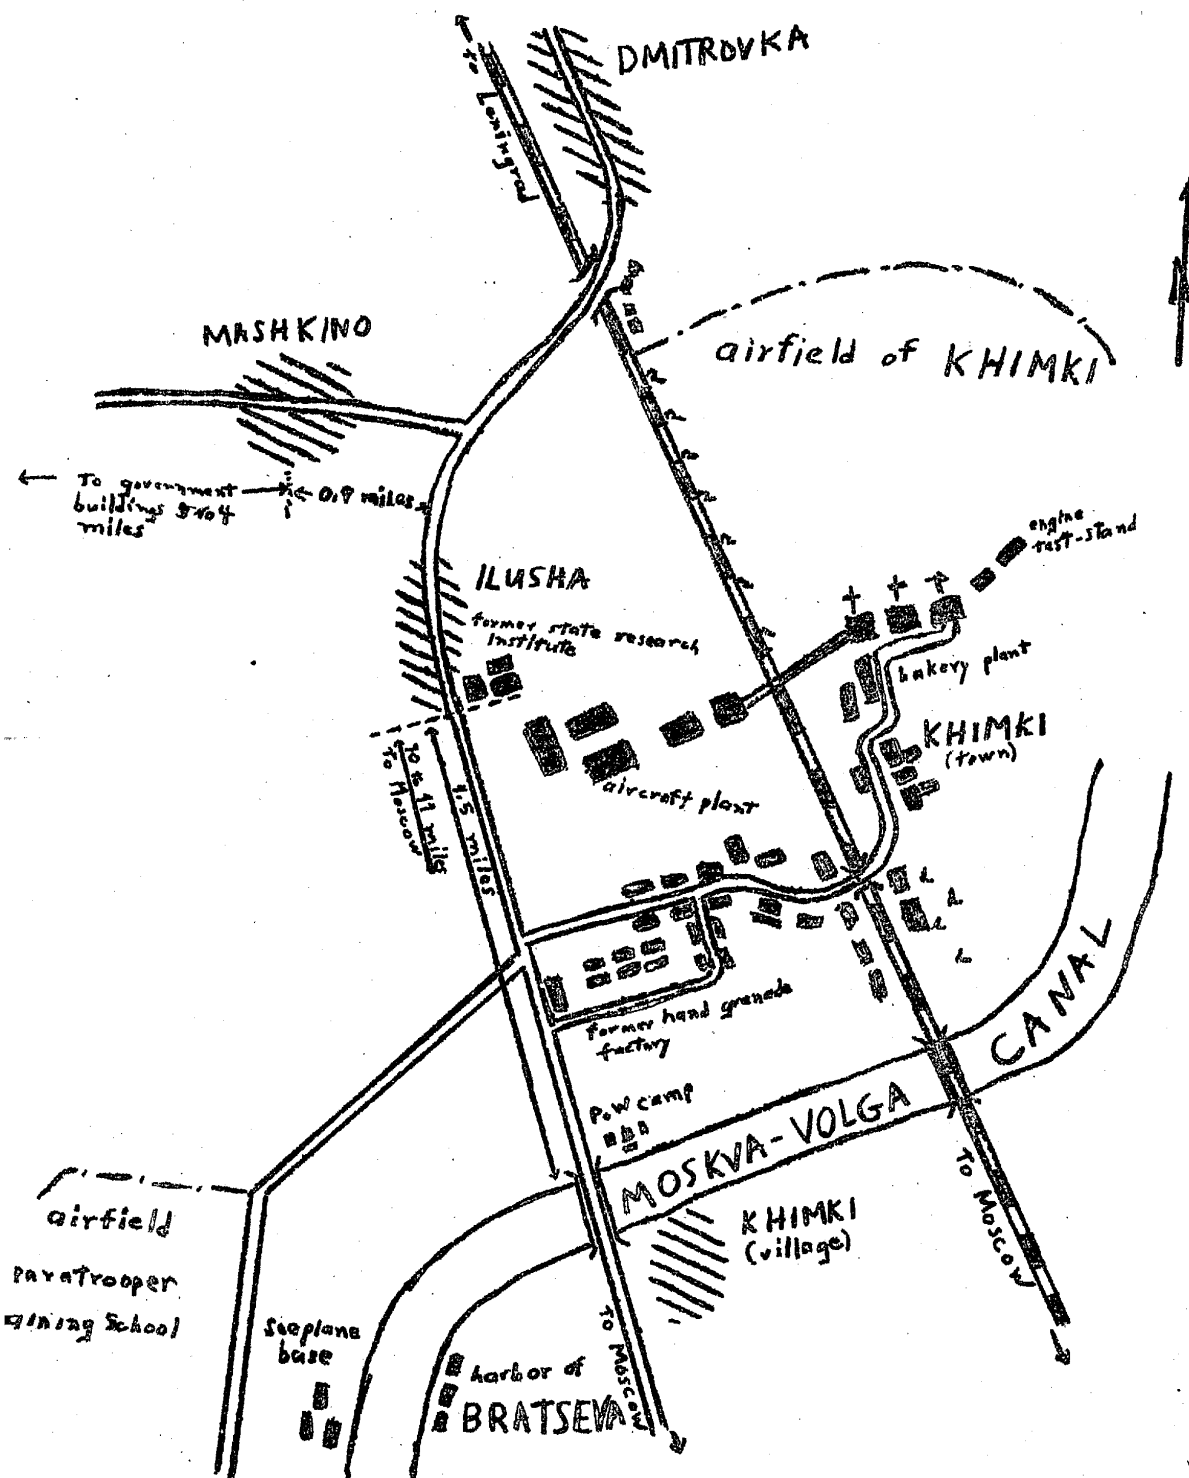 DMITROVKA
to Leningrad
MASHKINO
airfield of KHIMKI
N
To government
buildings 3 to 4
miles
0.9 miles
engine
test-stand
ILUSHA
former state research
institute
bakery plant
KHIMKI
(town)
aircraft plant
10 to 11 miles
To Moscow
1.5 miles
former hand grenade
factory
P.W camp
MOSKVA-VOLGA CANAL
To Moscow
KHIMKI
(village)
airfield
paratrooper
aining School
Seaplane
base
harbor of
BRATSEVA
To Moscow